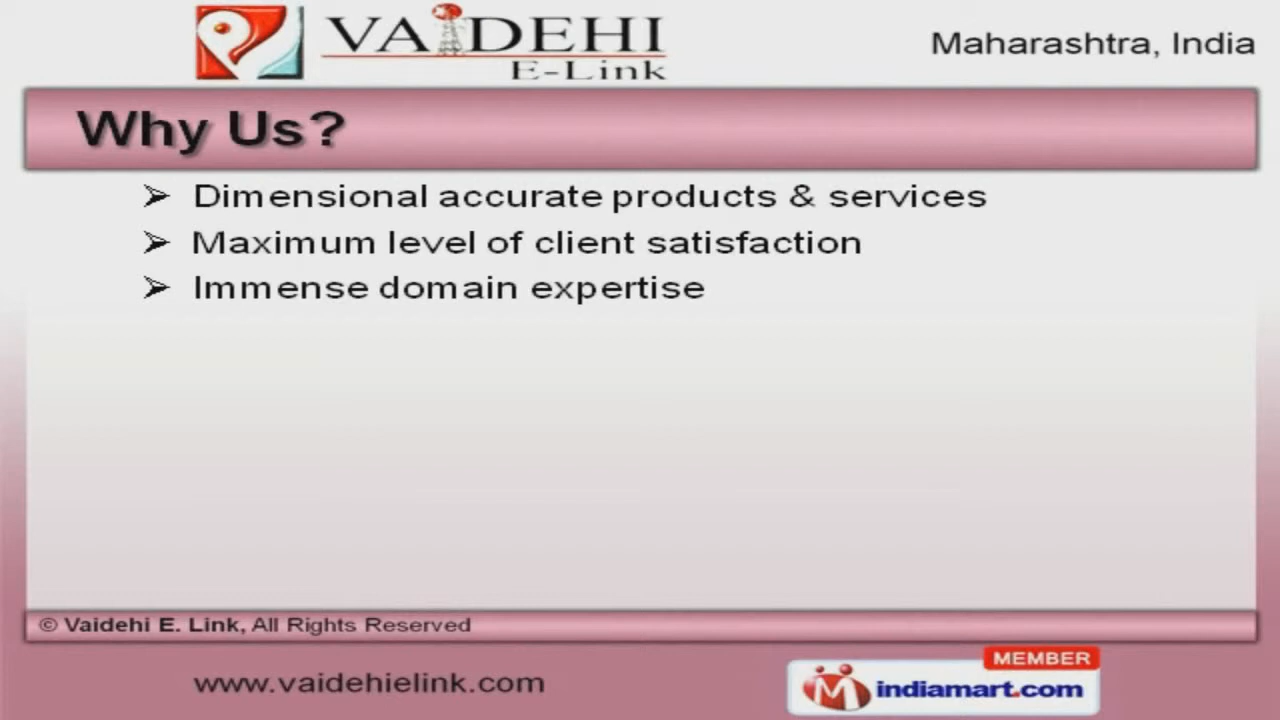 VAIDEHI
E-Link
Maharashtra, India
Why Us?
➢ Dimensional accurate products & services
➢ Maximum level of client satisfaction
➢ Immense domain expertise
© Vaidehi E. Link, All Rights Reserved
MEMBER
www.vaidehielink.com
indiamart.com